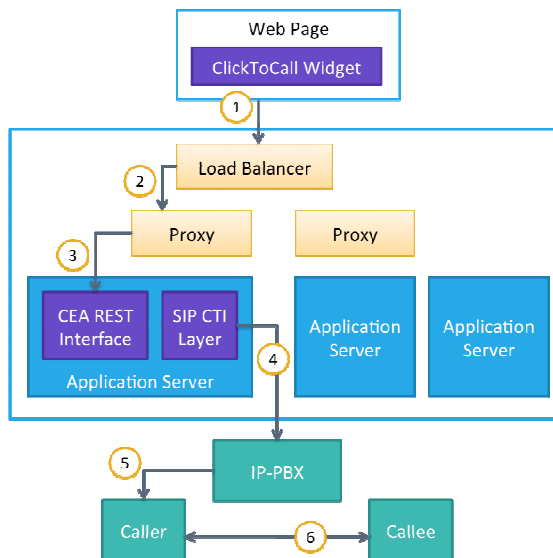 Web Page
ClickToCall Widget
1
Load Balancer
2
Proxy
Proxy
3
CEA REST
Interface
SIP CTI
Layer
Application Server
Application
Server
Application
Server
4
IP-PBX
5
Caller
6
Callee